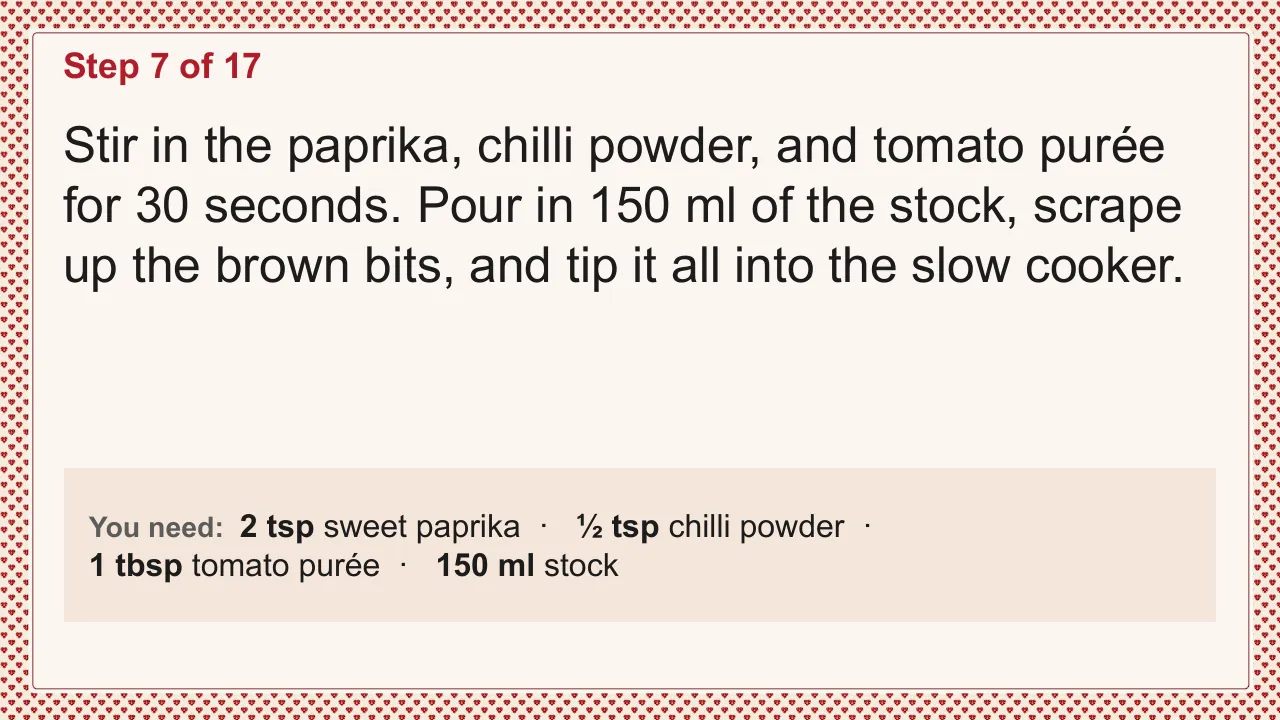 Step 7 of 17
Stir in the paprika, chilli powder, and tomato purée
for 30 seconds. Pour in 150 ml of the stock, scrape
up the brown bits, and tip it all into the slow cooker.
You need: 2 tsp sweet paprika · ½ tsp chilli powder ·
1 tbsp tomato purée · 150 ml stock